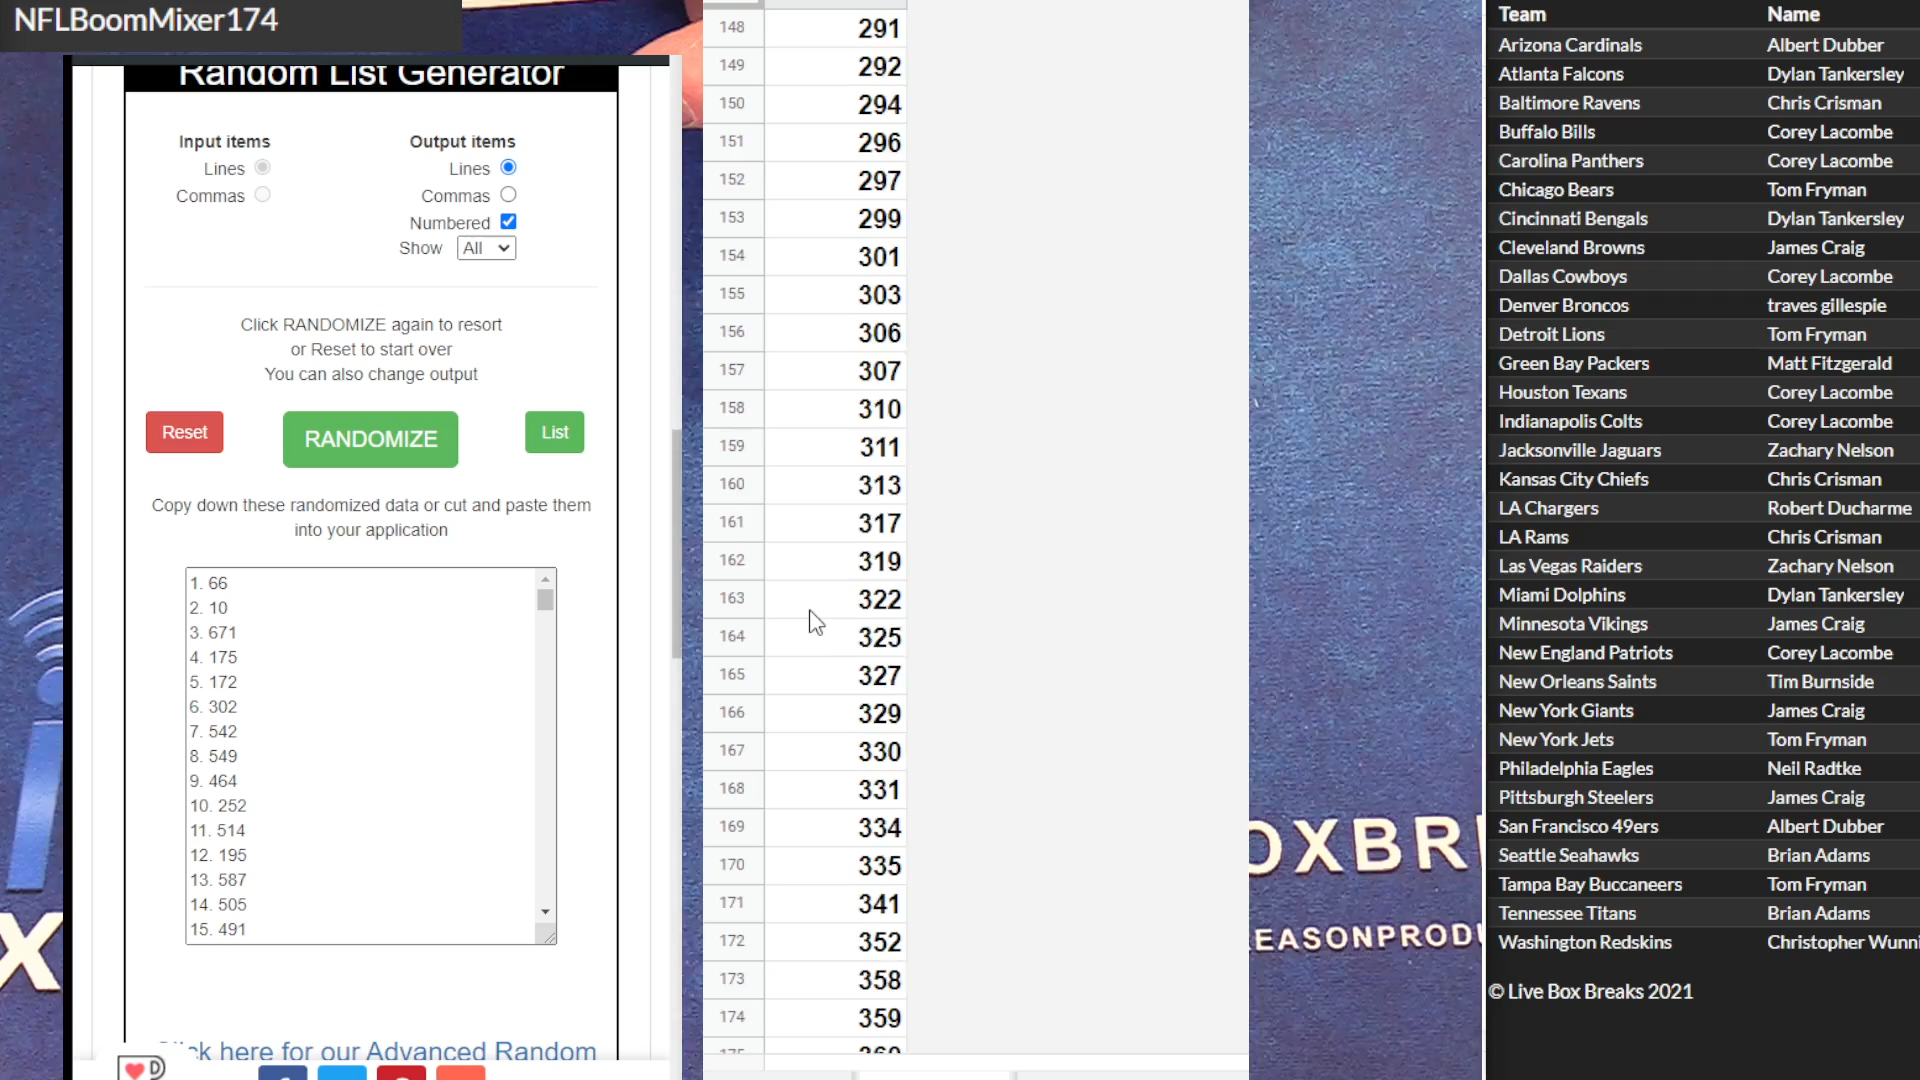 NFLBoomMixer174
Random List Generator
Input items
Lines
Commas
Output items
Lines
Commas
Numbered
Show All
Click RANDOMIZE again to resort
or Reset to start over
You can also change output
Reset
RANDOMIZE
List
Copy down these randomized data or cut and paste them
into your application
1. 66
2. 10
3. 671
4. 175
5. 172
6. 302
7. 542
8. 549
9. 464
10. 252
11. 514
12. 195
13. 587
14. 505
15. 491
here for our Advanced Random
148 291
149 292
150 294
151 296
152 297
153 299
154 301
155 303
156 306
157 307
158 310
159 311
160 313
161 317
162 319
163 322
164 325
165 327
166 329
167 330
168 331
169 334
170 335
171 341
172 352
173 358
174 359
OXBR
EASONPROD
Team Name
Arizona Cardinals Albert Dubber
Atlanta Falcons Dylan Tankersley
Baltimore Ravens Chris Crisman
Buffalo Bills Corey Lacombe
Carolina Panthers Corey Lacombe
Chicago Bears Tom Fryman
Cincinnati Bengals Dylan Tankersley
Cleveland Browns James Craig
Dallas Cowboys Corey Lacombe
Denver Broncos traves gillespie
Detroit Lions Tom Fryman
Green Bay Packers Matt Fitzgerald
Houston Texans Corey Lacombe
Indianapolis Colts Corey Lacombe
Jacksonville Jaguars Zachary Nelson
Kansas City Chiefs Chris Crisman
LA Chargers Robert Ducharme
LA Rams Chris Crisman
Las Vegas Raiders Zachary Nelson
Miami Dolphins Dylan Tankersley
Minnesota Vikings James Craig
New England Patriots Corey Lacombe
New Orleans Saints Tim Burnside
New York Giants James Craig
New York Jets Tom Fryman
Philadelphia Eagles Neil Radtke
Pittsburgh Steelers James Craig
San Francisco 49ers Albert Dubber
Seattle Seahawks Brian Adams
Tampa Bay Buccaneers Tom Fryman
Tennessee Titans Brian Adams
Washington Redskins Christopher Wunni
© Live Box Breaks 2021